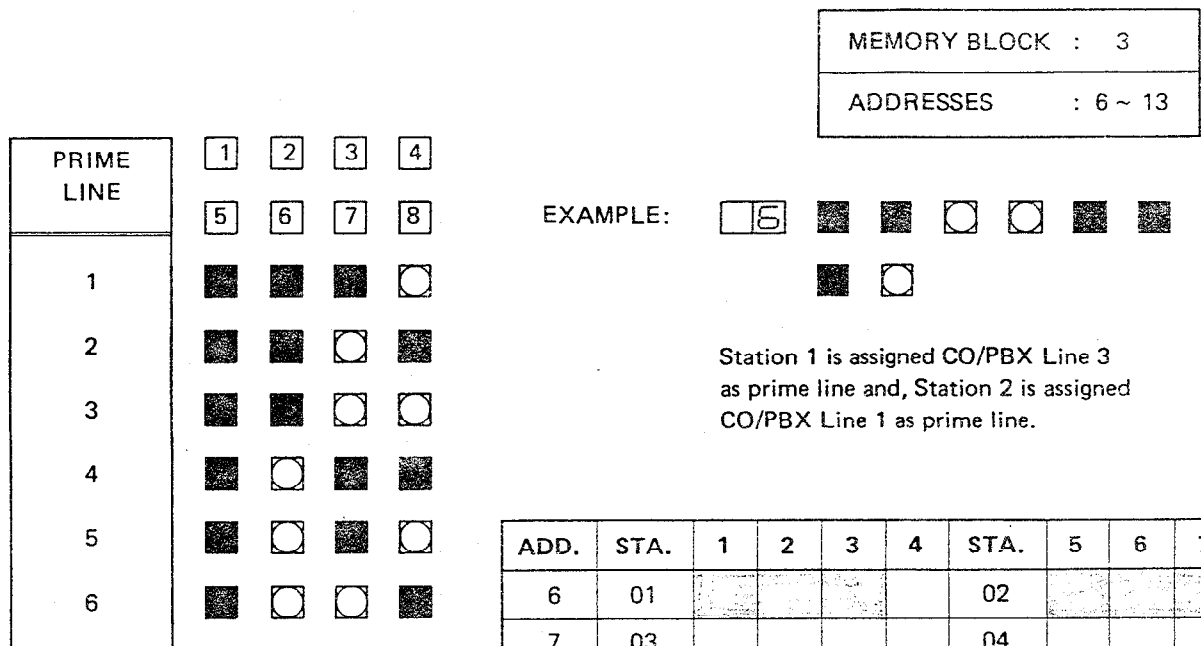 MEMORY BLOCK : 3
ADDRESSES : 6 ~ 13
PRIME LINE
1 2 3 4
5 6 7 8
1
2
3
4
5
6
EXAMPLE: 6
Station 1 is assigned CO/PBX Line 3
as prime line and, Station 2 is assigned
CO/PBX Line 1 as prime line.
ADD. STA. 1 2 3 4 STA. 5 6
6 01 02
7 03 04